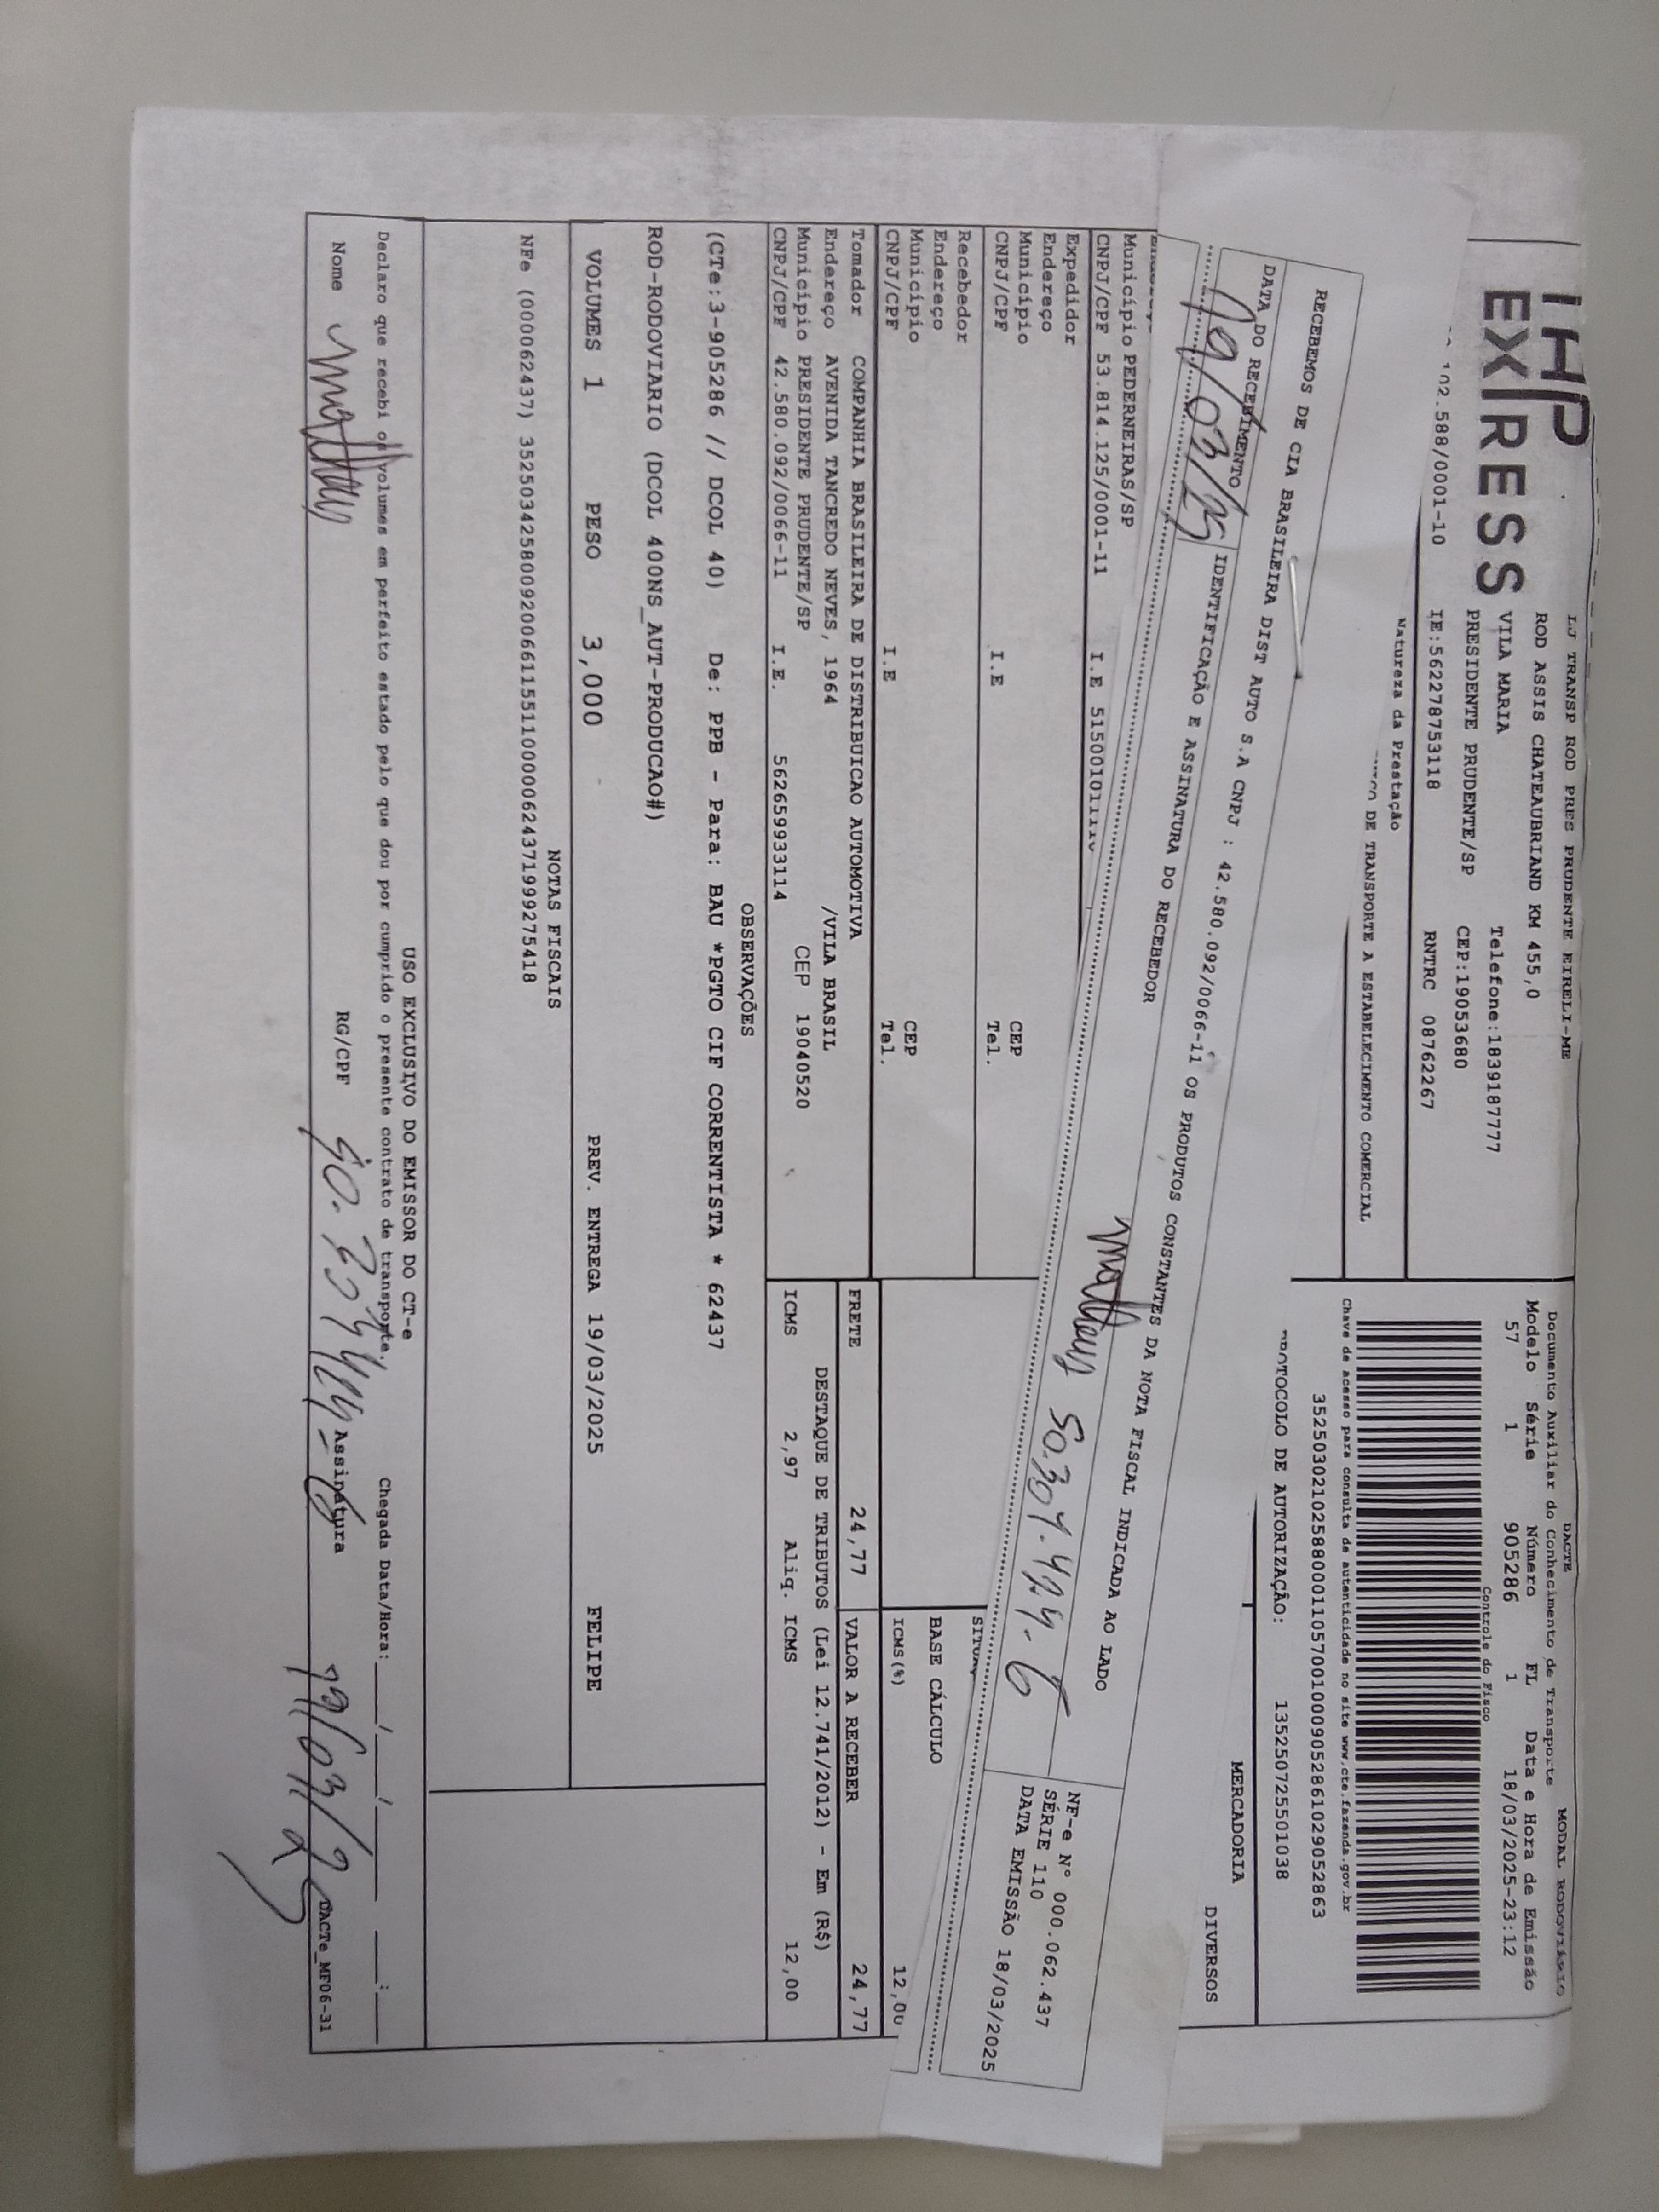 IHP
EXPRESS
LJ TRANSP ROD PRES PRUDENTE EIRELI-ME
ROD ASSIS CHATEAUBRIAND KM 455,0
VILA MARIA Telefone:1839187777
PRESIDENTE PRUDENTE/SP CEP:19053680
102.588/0001-10 IE:562278753118 RNTRC 08762267
Natureza da Prestação
DE TRANSPORTE A ESTABELECIMENTO COMERCIAL
DACTE MODAL RODOVIÁRIO
Documento Auxiliar do Conhecimento de Transporte
Modelo Série Número FL Data e Hora de Emissão
57 1 905286 1 18/03/2025-23:12
Controle do Fisco
Chave de acesso para consulta de autenticidade no site www.cte.fazenda.gov.br
35250302102588000110570010009052861029052863
PROTOCOLO DE AUTORIZAÇÃO: 135250725501038
MERCADORIA
DIVERSOS
RECEBEMOS DE CIA BRASILEIRA DIST AUTO S.A CNPJ : 42.580.092/0066-11 OS PRODUTOS CONSTANTES DA NOTA FISCAL INDICADA AO LADO
DATA DO RECEBIMENTO IDENTIFICAÇÃO E ASSINATURA DO RECEBEDOR
19/03/25 Matheus
NF-e Nº 000.062.437
SÉRIE 110
DATA EMISSÃO 18/03/2025
Município PEDERNEIRAS/SP
CNPJ/CPF 53.814.125/0001-11 I.E
Expedidor
Endereço
Município CEP
CNPJ/CPF I.E Tel.
Recebedor
Endereço
Município CEP
CNPJ/CPF I.E Tel.
BASE CÁLCULO
ICMS(%) 12,00
Tomador COMPANHIA BRASILEIRA DE DISTRIBUICAO AUTOMOTIVA
Endereço AVENIDA TANCREDO NEVES, 1964 /VILA BRASIL
Município PRESIDENTE PRUDENTE/SP CEP 19040520
CNPJ/CPF 42.580.092/0066-11 I.E. 562659933114
FRETE 24,77 VALOR A RECEBER 24,77
DESTAQUE DE TRIBUTOS (Lei 12.741/2012) - Em (R$)
ICMS 2,97 Aliq. ICMS 12,00
OBSERVAÇÕES
(CTe:3-905286 // DCOL 40) De: PPB - Para: BAU *PGTO CIF CORRENTISTA * 62437
ROD-RODOVIARIO (DCOL 400NS_AUT-PRODUCAO#)
VOLUMES 1 PESO 3,000 PREV. ENTREGA 19/03/2025 FELIPE
NOTAS FISCAIS
NFe (000062437) 35250342580092006611551100000624371999275418
USO EXCLUSIVO DO EMISSOR DO CT-e
Declaro que recebi os volumes em perfeito estado pelo que dou por cumprido o presente contrato de transporte. Chegada Data/Hora:___/___/___ ___:___
Nome Matheus RG/CPF Assinatura
DACTe_MF06-31